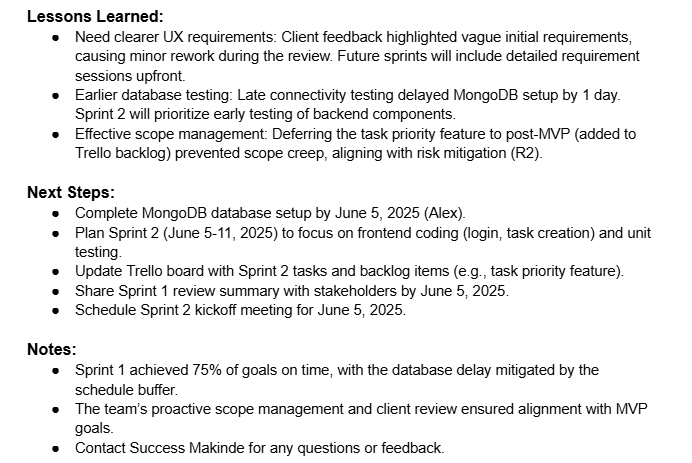 Lessons Learned:
● Need clearer UX requirements: Client feedback highlighted vague initial requirements,
causing minor rework during the review. Future sprints will include detailed requirement
sessions upfront.
● Earlier database testing: Late connectivity testing delayed MongoDB setup by 1 day.
Sprint 2 will prioritize early testing of backend components.
● Effective scope management: Deferring the task priority feature to post-MVP (added to
Trello backlog) prevented scope creep, aligning with risk mitigation (R2).
Next Steps:
● Complete MongoDB database setup by June 5, 2025 (Alex).
● Plan Sprint 2 (June 5-11, 2025) to focus on frontend coding (login, task creation) and unit
testing.
● Update Trello board with Sprint 2 tasks and backlog items (e.g., task priority feature).
● Share Sprint 1 review summary with stakeholders by June 5, 2025.
● Schedule Sprint 2 kickoff meeting for June 5, 2025.
Notes:
● Sprint 1 achieved 75% of goals on time, with the database delay mitigated by the
schedule buffer.
● The team's proactive scope management and client review ensured alignment with MVP
goals.
● Contact Success Makinde for any questions or feedback.